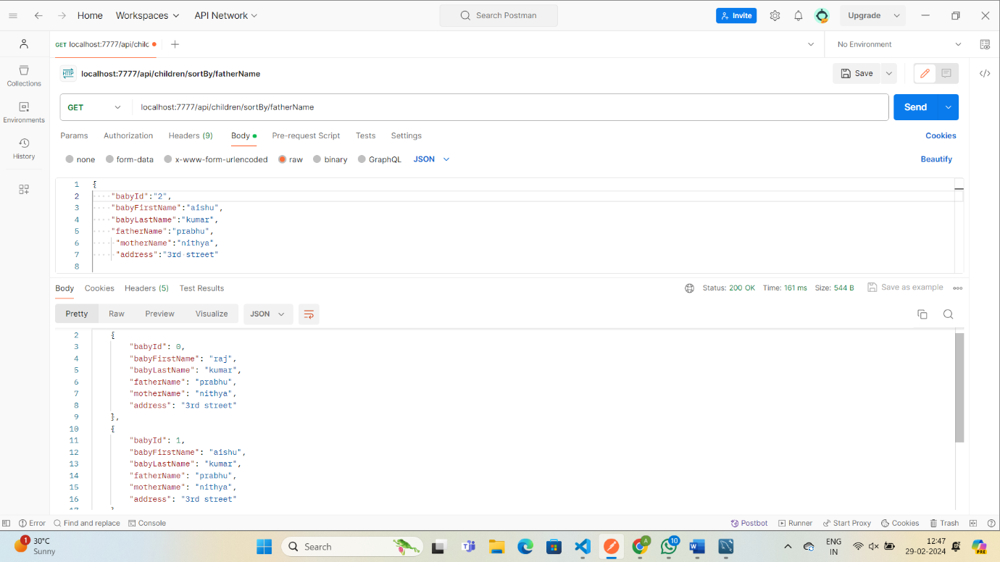 Home Workspaces API Network Search Postman Invite Upgrade
GET localhost:7777/api/chilc No Environment
HTTP localhost:7777/api/children/sortBy/fatherName Save
GET localhost:7777/api/children/sortBy/fatherName Send
Params Authorization Headers (9) Body Pre-request Script Tests Settings Cookies
none form-data x-www-form-urlencoded raw binary GraphQL JSON Beautify
1 {
2 "babyId":"2",
3 "babyFirstName":"aishu",
4 "babyLastName":"kumar",
5 "fatherName":"prabhu",
6 "motherName":"nithya",
7 "address":"3rd street"
8
Body Cookies Headers (5) Test Results Status: 200 OK Time: 161 ms Size: 544 B Save as example
Pretty Raw Preview Visualize JSON
2 {
3 "babyId": 0,
4 "babyFirstName": "raj",
5 "babyLastName": "kumar",
6 "fatherName": "prabhu",
7 "motherName": "nithya",
8 "address": "3rd street"
9 },
10 {
11 "babyId": 1,
12 "babyFirstName": "aishu",
13 "babyLastName": "kumar",
14 "fatherName": "prabhu",
15 "motherName": "nithya",
16 "address": "3rd street"
17 }
Error Find and replace Console Postbot Runner Start Proxy Cookies Trash
Collections
Environments
History
1 30°C
Sunny
Search
A
10
ENG
IN
12:47
29-02-2024
PRE